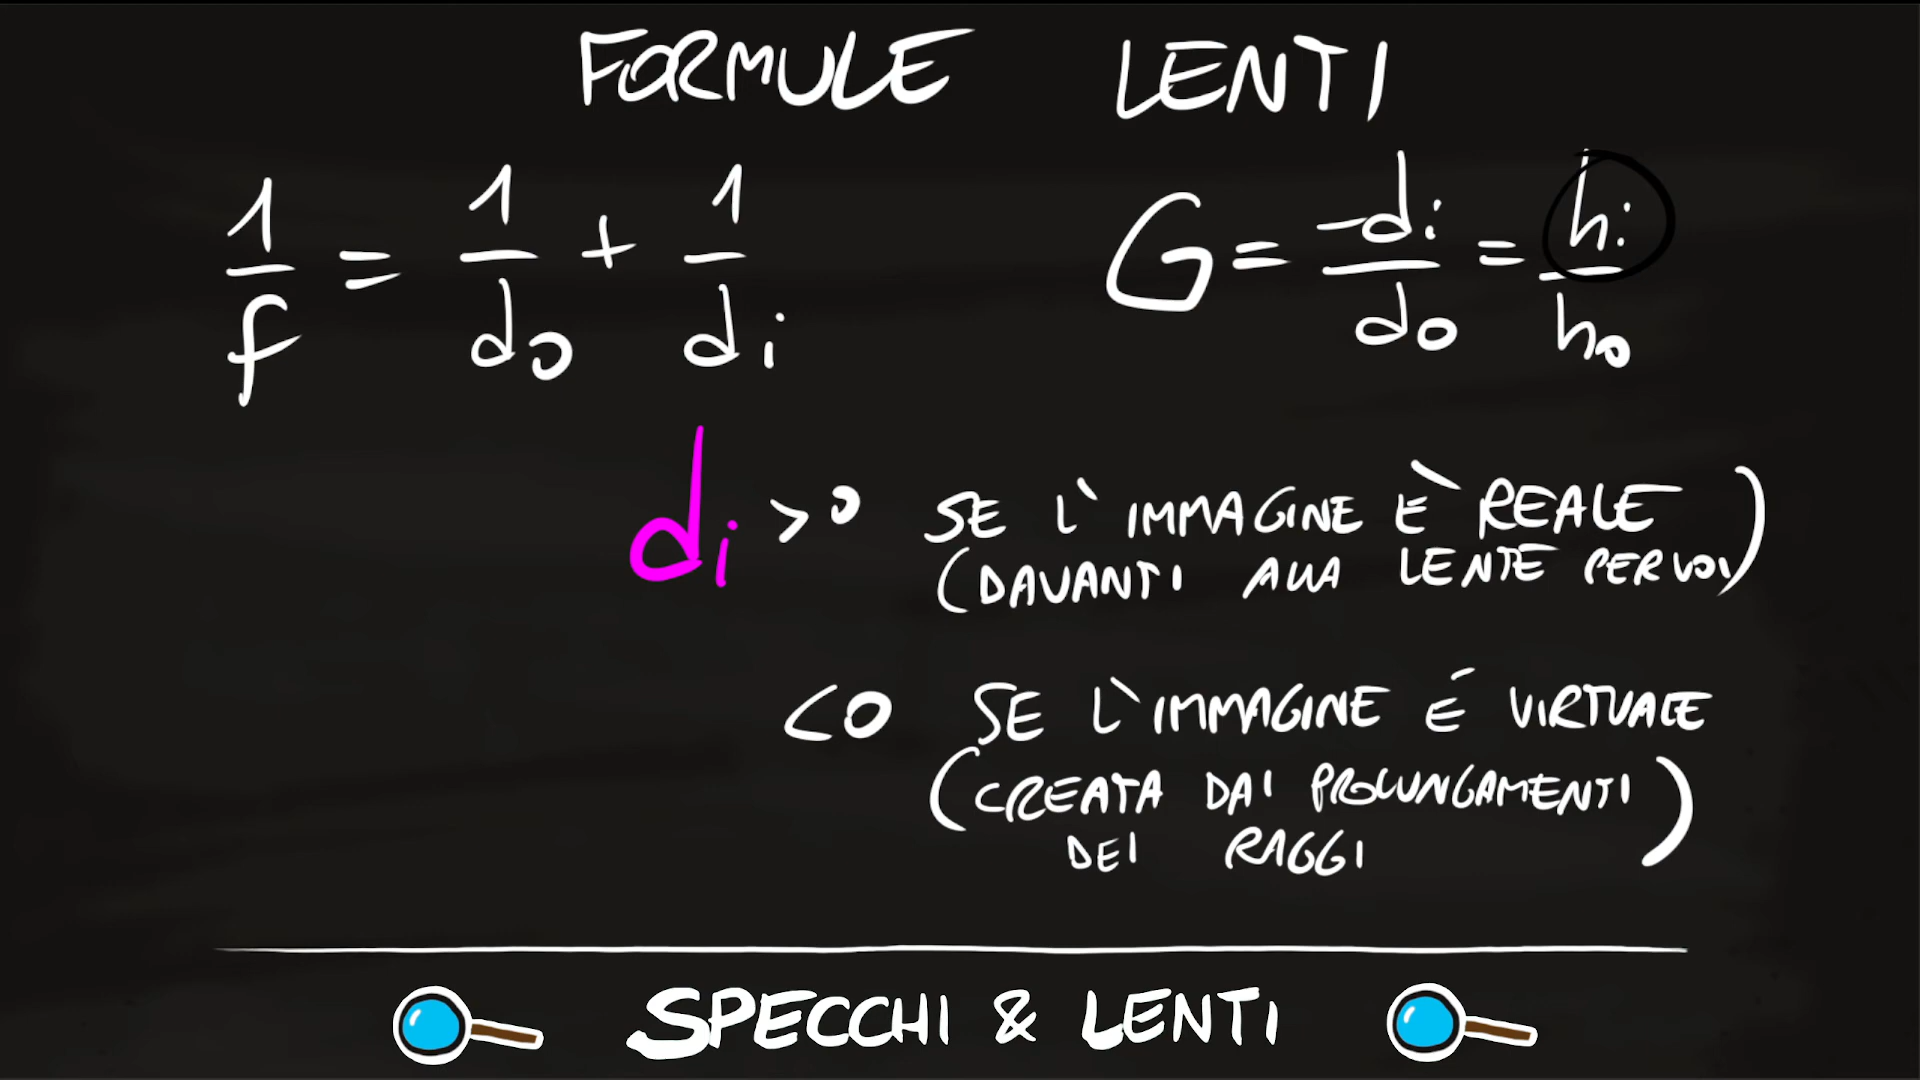 FORMULE LENTI
1/f = 1/do + 1/di
G = -di/do = hi/ho
di >0 SE L'IMMAGINE È REALE
(DAVANTI ALLA LENTE PER VOI)
<0 SE L'IMMAGINE É VIRTUALE
(CREATA DAI PROLUNGAMENTI
DEI RAGGI)
SPECCHI & LENTI